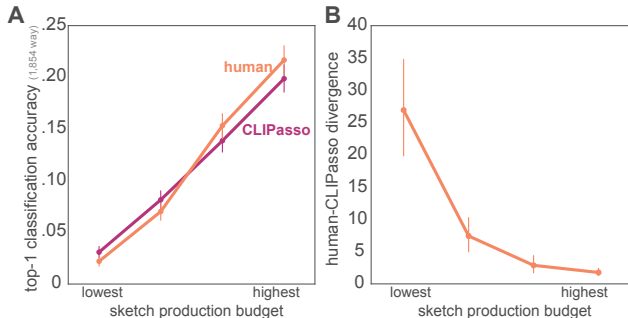 A
top-1 classification accuracy (1,854 way)
.25
.20
.15
.10
.05
0
human
CLIPasso
lowest
highest
sketch production budget
B
human-CLIPasso divergence
40
35
30
25
20
15
10
5
0
lowest
highest
sketch production budget